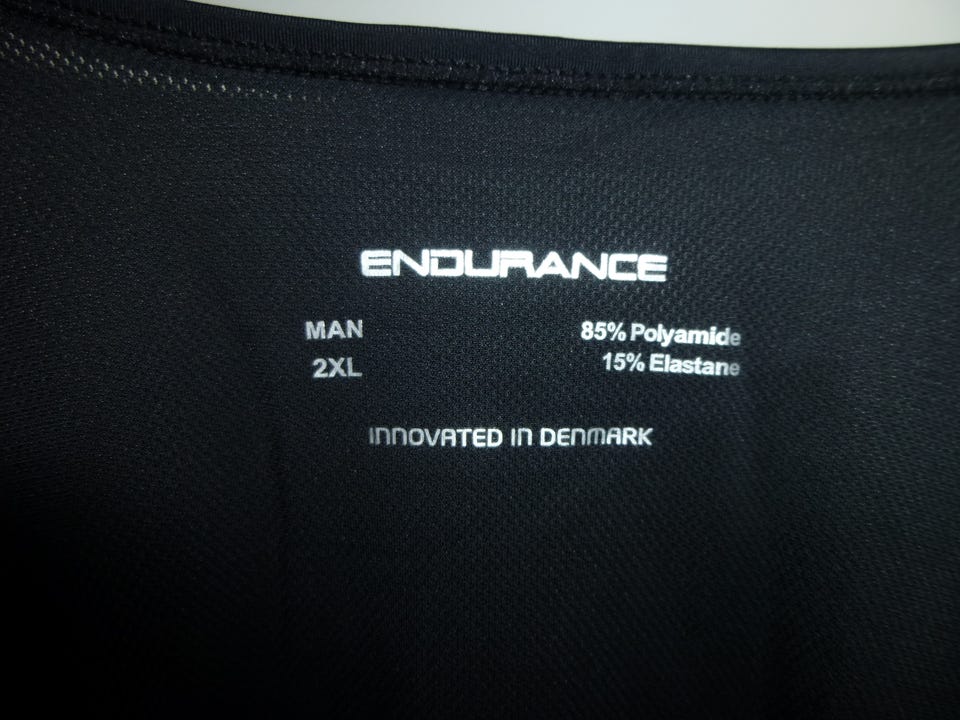 ENDURANCE
MAN 85% Polyamide
2XL 15% Elastane
INNOVATED IN DENMARK